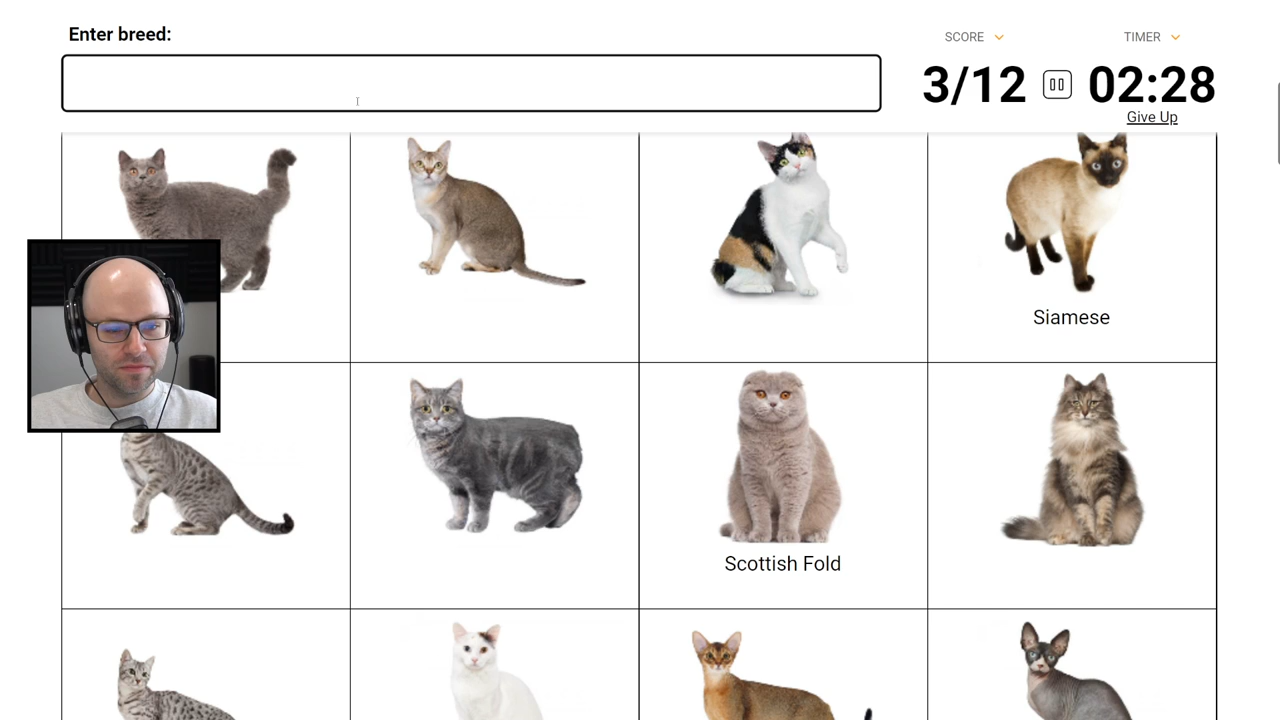 Enter breed:
SCORE
TIMER
3/12
02:28
Give Up
Siamese
Scottish Fold